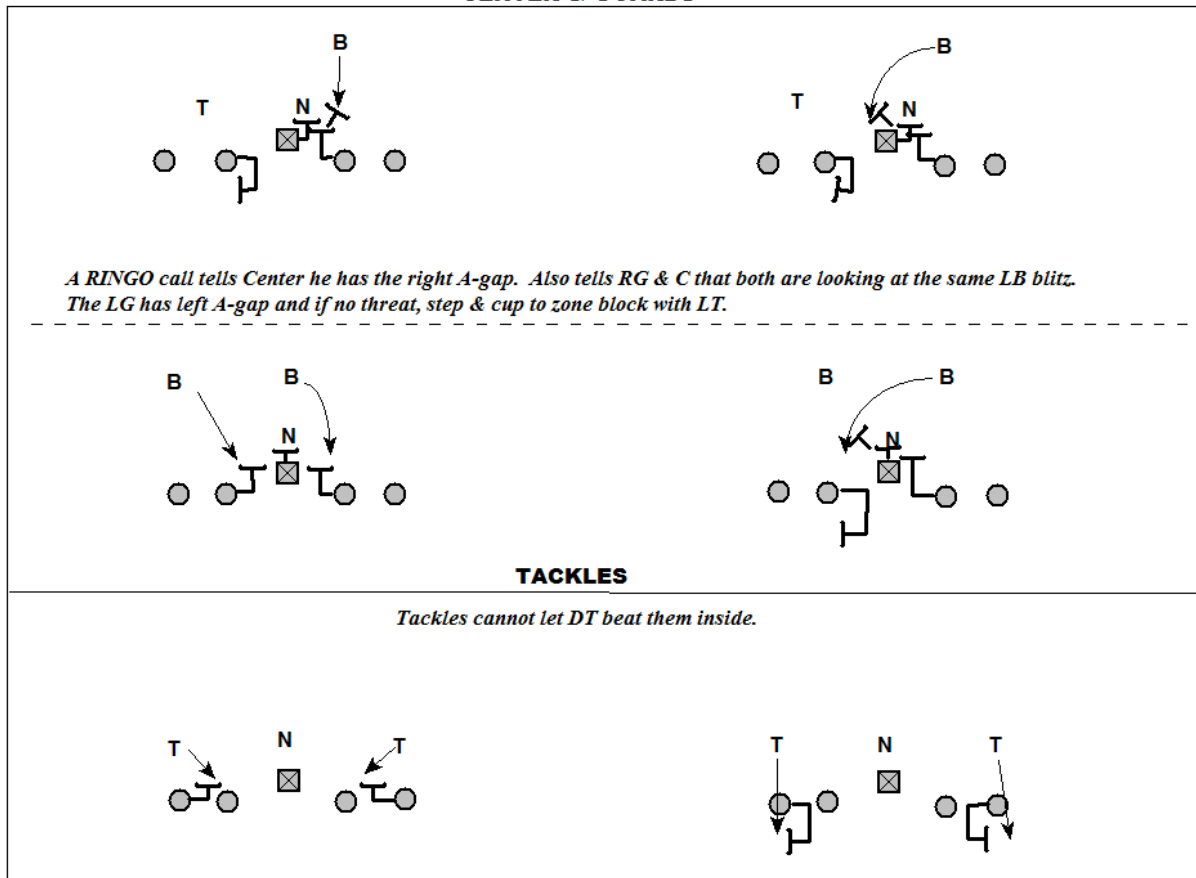 B
B
T
N
T
N
A RINGO call tells Center he has the right A-gap.  Also tells RG & C that both are looking at the same LB blitz.
The LG has left A-gap and if no threat, step & cup to zone block with LT.
B
B
B
B
N
N
TACKLES
Tackles cannot let DT beat them inside.
T
N
T
T
N
T